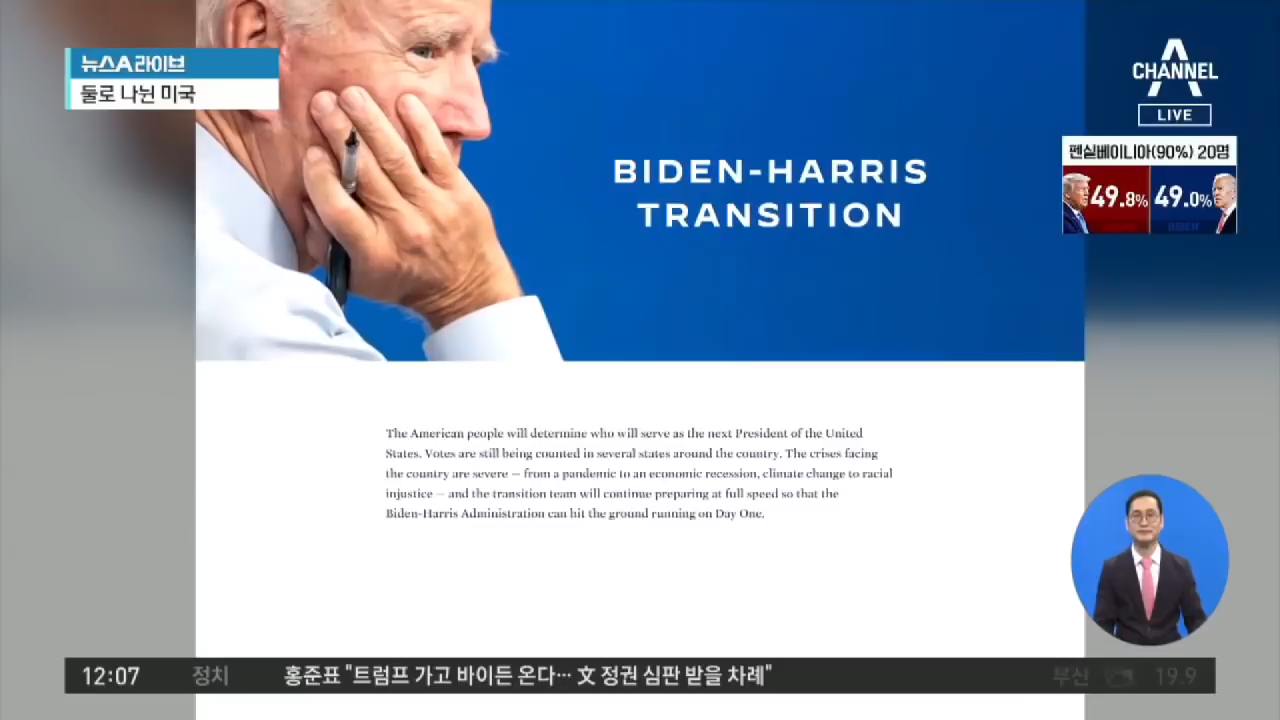 뉴스A라이브
둘로 나뉜 미국
CHANNEL A
LIVE
펜실베이니아(90%) 20명
49.8% 49.0%
BIDEN
BIDEN-HARRIS
TRANSITION
The American people will determine who will serve as the next President of the United
States. Votes are still being counted in several states around the country. The crises facing
the country are severe — from a pandemic to an economic recession, climate change to racial
injustice — and the transition team will continue preparing at full speed so that the
Biden-Harris Administration can hit the ground running on Day One.
12:07 정치 홍준표 "트럼프 가고 바이든 온다… 文 정권 심판 받을 차례" 부산 19.9